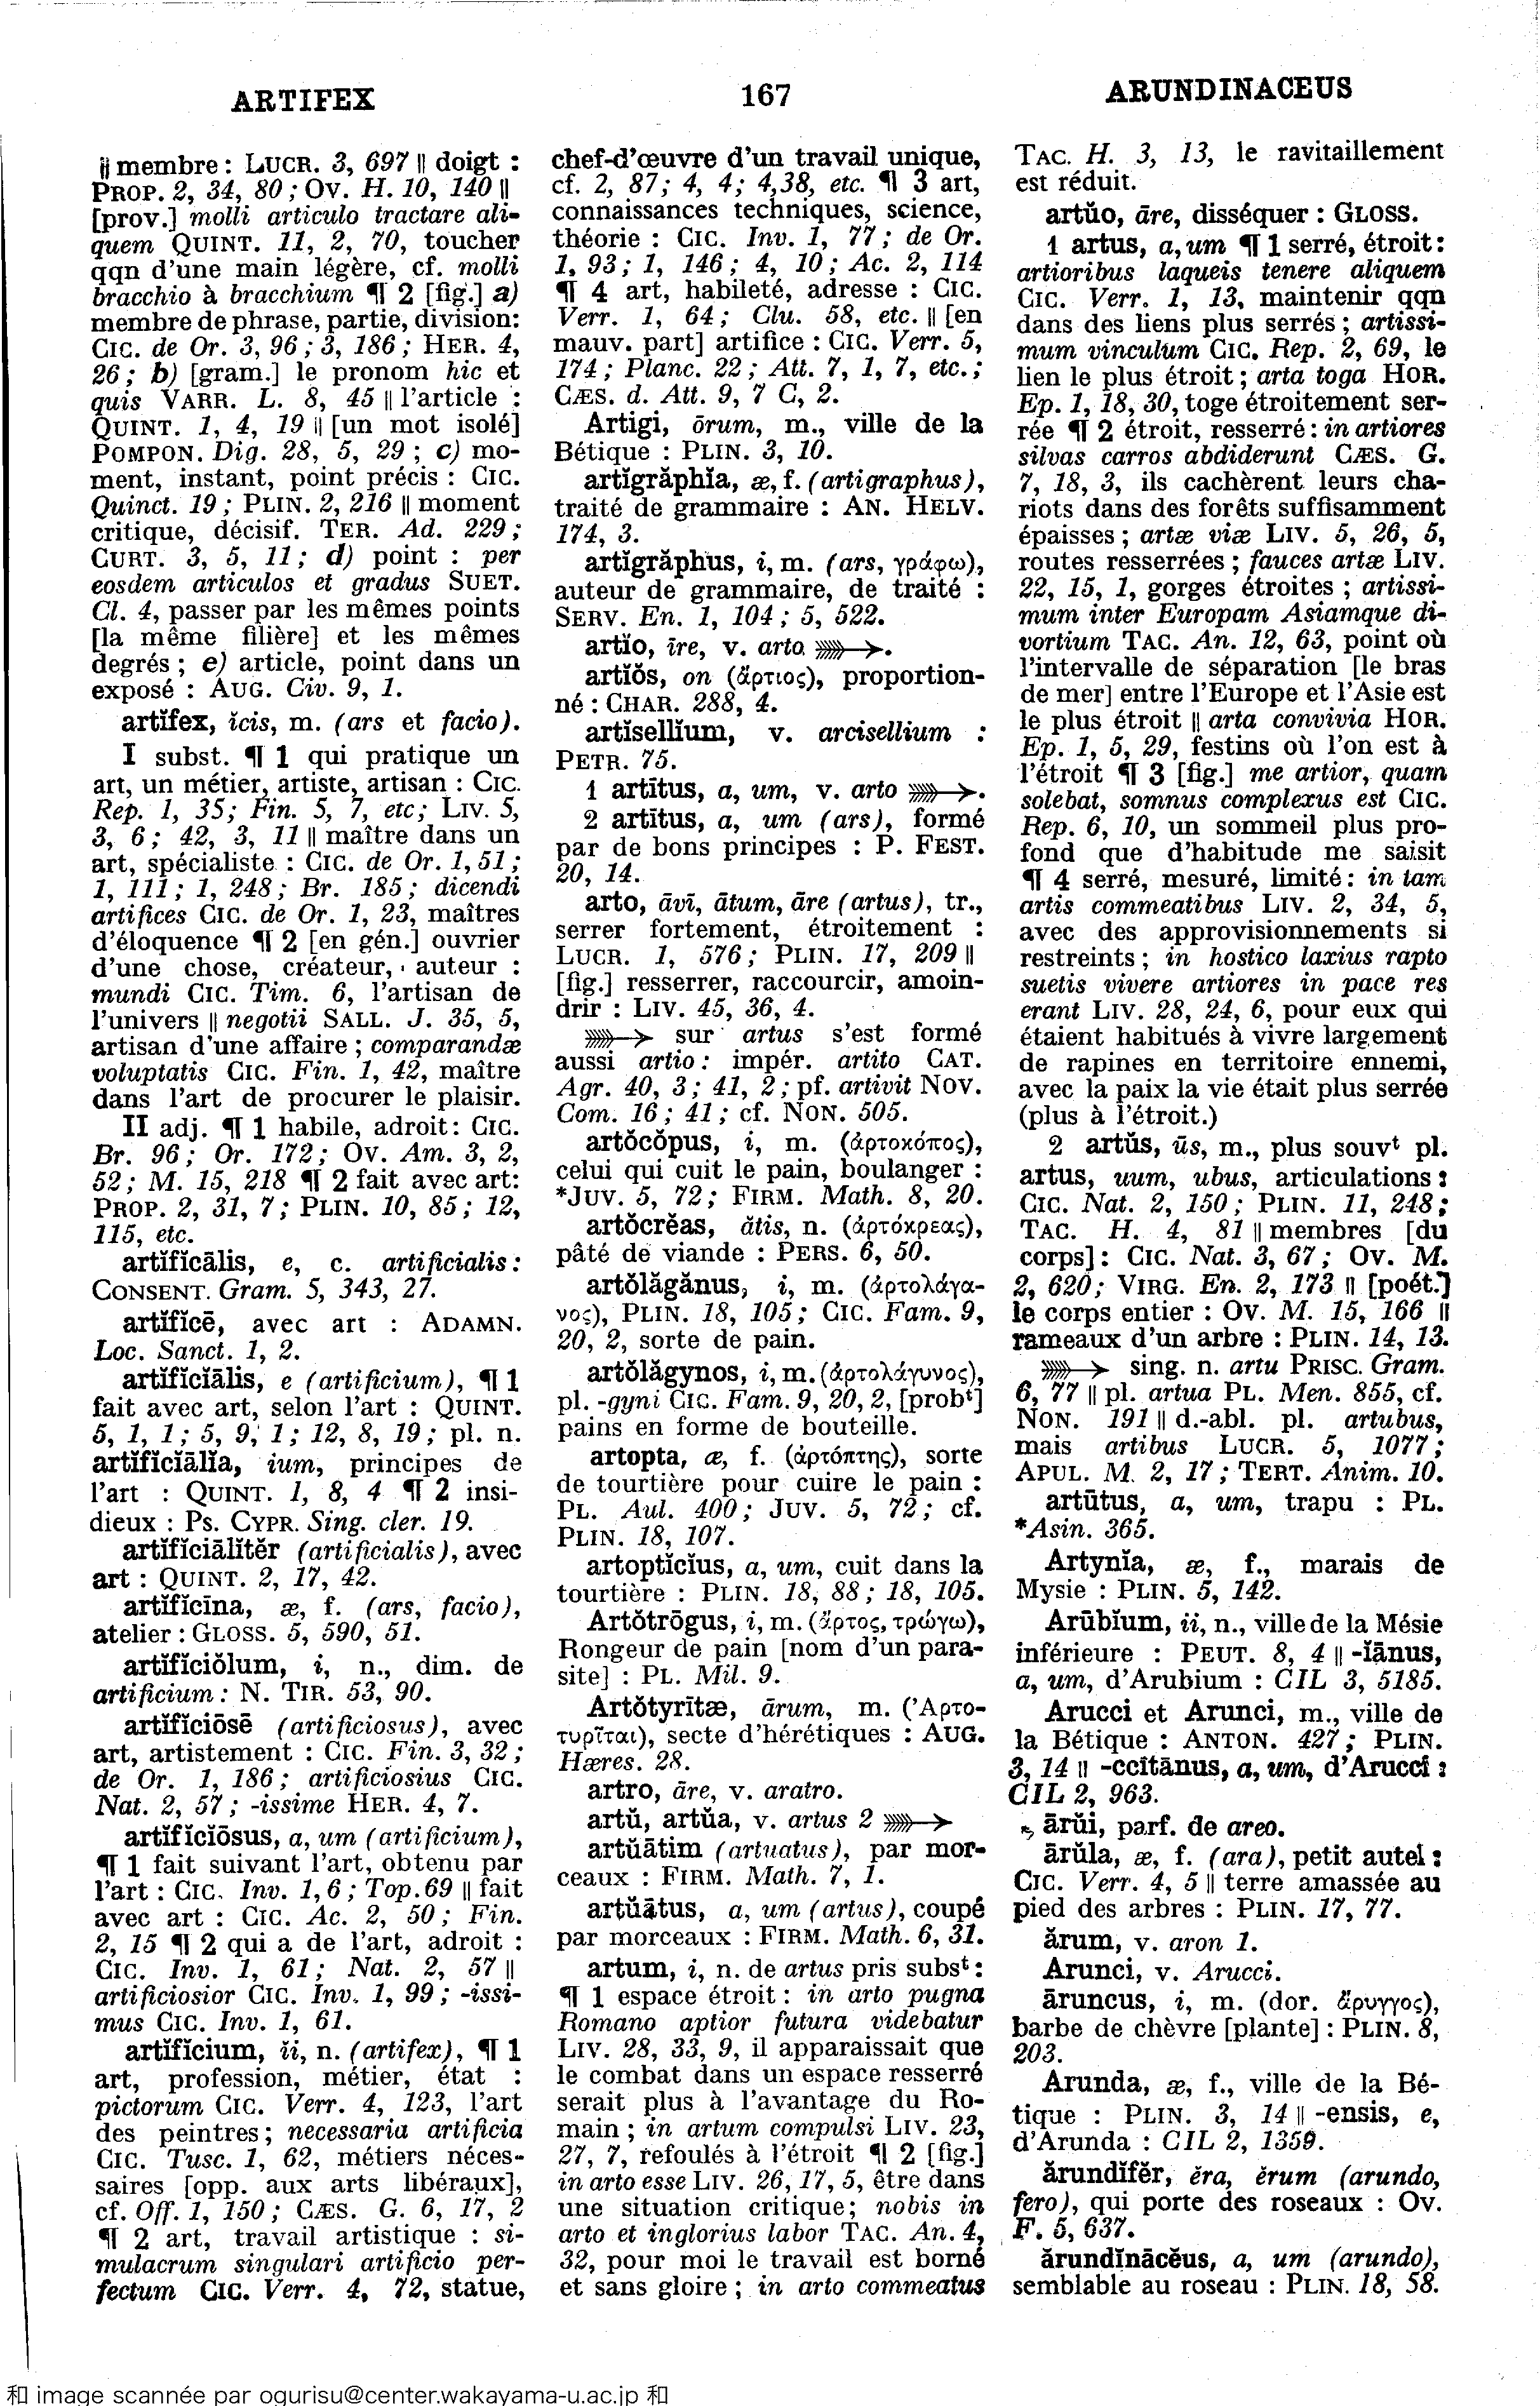 ARTIFEX
167
ARUNDINACEUS
|| membre : LUCR. 3, 697 || doigt :
PROP. 2, 34, 80 ; OV. H. 10, 140 ||
[prov.] molli articulo tractare ali-
quem QUINT. 11, 2, 70, toucher
qqn d'une main légère, cf. molli
bracchio à bracchium ¶ 2 [fig.] a)
membre de phrase, partie, division:
CIC. de Or. 3, 96 ; 3, 186 ; HER. 4,
26 ; b) [gram.] le pronom hic et
quis VARR. L. 8, 45 || l'article :
QUINT. 1, 4, 19 || [un mot isolé]
POMPON. Dig. 28, 5, 29 ; c) mo-
ment, instant, point précis : CIC.
Quinct. 19 ; PLIN. 2, 216 || moment
critique, décisif. TER. Ad. 229 ;
CURT. 3, 5, 11 ; d) point : per
eosdem articulos et gradus SUET.
Cl. 4, passer par les mêmes points
[la même filière] et les mêmes
degrés ; e) article, point dans un
exposé : AUG. Civ. 9, 1.
artĭfex, ĭcis, m. (ars et facio).
I subst. ¶ 1 qui pratique un
art, un métier, artiste, artisan : CIC.
Rep. 1, 35; Fin. 5, 7, etc; LIV. 5,
3, 6; 42, 3, 11 || maître dans un
art, spécialiste : CIC. de Or. 1, 51 ;
1, 111 ; 1, 248 ; Br. 185 ; dicendi
artifices CIC. de Or. 1, 23, maîtres
d'éloquence ¶ 2 [en gén.] ouvrier
d'une chose, créateur, auteur :
mundi CIC. Tim. 6, l'artisan de
l'univers || negotii SALL. J. 35, 5,
artisan d'une affaire ; comparandæ
voluptatis CIC. Fin. 1, 42, maître
dans l'art de procurer le plaisir.
II adj. ¶ 1 habile, adroit : CIC.
Br. 96 ; Or. 172 ; OV. Am. 3, 2,
52 ; M. 15, 218 ¶ 2 fait avec art:
PROP. 2, 31, 7 ; PLIN. 10, 85 ; 12,
115, etc.
artĭfĭcālis, e, c. artificialis :
CONSENT. Gram. 5, 343, 27.
artĭfĭcē, avec art : ADAMN.
Loc. Sanct. 1, 2.
artĭfĭcĭālis, e (artificium), ¶ 1
fait avec art, selon l'art : QUINT.
5, 1, 1 ; 5, 9, 1 ; 12, 8, 19 ; pl. n.
artĭfĭcĭālĭa, ium, principes de
l'art : QUINT. 1, 8, 4 ¶ 2 insi-
dieux : PS. CYPR. Sing. cler. 19.
artĭfĭcĭālĭtĕr (artificialis), avec
art : QUINT. 2, 17, 42.
artĭfĭcīna, æ, f. (ars, facio),
atelier : GLOSS. 5, 590, 51.
artĭfĭcĭŏlum, i, n., dim. de
artificium : N. TIR. 53, 90.
artĭfĭcĭōsē (artificiosus), avec
art, artistement : CIC. Fin. 3, 32 ;
de Or. 1, 186 ; artificiosius CIC.
Nat. 2, 57 ; -issime HER. 4, 7.
artĭfĭcĭōsus, a, um (artificium),
¶ 1 fait suivant l'art, obtenu par
l'art : CIC. Inv. 1, 6 ; Top. 69 || fait
avec art : CIC. Ac. 2, 50 ; Fin.
2, 15 ¶ 2 qui a de l'art, adroit :
CIC. Inv. 1, 61 ; Nat. 2, 57 ||
artificiosior CIC. Inv. 1, 99 ; -issi-
mus CIC. Inv. 1, 61.
artĭfĭcium, ĭi, n. (artifex), ¶ 1
art, profession, métier, état :
pictorum CIC. Verr. 4, 123, l'art
des peintres ; necessaria artificia
CIC. Tusc. 1, 62, métiers néces-
saires [opp. aux arts libéraux],
cf. Off. 1, 150 ; CÆS. G. 6, 17, 2
¶ 2 art, travail artistique : si-
mulacrum singulari artificio per-
fectum CIC. Verr. 4, 72, statue,
chef-d'œuvre d'un travail unique,
cf. 2, 87; 4, 4; 4,38, etc. ¶ 3 art,
connaissances techniques, science,
théorie : CIC. Inv. 1, 77 ; de Or.
1, 93 ; 1, 146 ; 4, 10 ; Ac. 2, 114
¶ 4 art, habileté, adresse : CIC.
Verr. 1, 64 ; Clu. 58, etc. || [en
mauv. part] artifice : CIC. Verr. 5,
174 ; Planc. 22 ; Att. 7, 1, 7, etc. ;
CÆS. d. Att. 9, 7 C, 2.
Artigi, ōrum, m., ville de la
Bétique : PLIN. 3, 10.
artĭgrăphĭa, æ, f. (artigraphus),
traité de grammaire : AN. HELV.
174, 3.
artĭgrăphus, i, m. (ars, γράφω),
auteur de grammaire, de traité :
SERV. En. 1, 104 ; 5, 522.
artĭo, īre, v. arto ➳.
artĭŏs, on (ἄρτιος), proportion-
né : CHAR. 288, 4.
artĭsellĭum, v. arcisellium :
PETR. 75.
1 artītus, a, um, v. arto ➳.
2 artītus, a, um (ars), formé
par de bons principes : P. FEST.
20, 14.
arto, āvī, ātum, āre (artus), tr.,
serrer fortement, étroitement :
LUCR. 1, 576 ; PLIN. 17, 209 ||
[fig.] resserrer, raccourcir, amoin-
drir : LIV. 45, 36, 4.
➳ sur artus s'est formé
aussi artio : impér. artito CAT.
Agr. 40, 3 ; 41, 2 ; pf. artivit NOV.
Com. 16 ; 41 ; cf. NON. 505.
artŏcŏpus, i, m. (ἀρτοκόπος),
celui qui cuit le pain, boulanger :
*JUV. 5, 72 ; FIRM. Math. 8, 20.
artŏcrĕas, ătis, n. (ἀρτόκρεας),
pâté de viande : PERS. 6, 50.
artŏlăgănus, i, m. (ἀρτολάγα-
νος), PLIN. 18, 105 ; CIC. Fam. 9,
20, 2, sorte de pain.
artŏlăgynos, i, m. (ἀρτολάγυνος),
pl. -gyni CIC. Fam. 9, 20, 2, [probᵗ]
pains en forme de bouteille.
artopta, æ, f. (ἀρτόπτης), sorte
de tourtière pour cuire le pain :
PL. Aul. 400 ; JUV. 5, 72 ; cf.
PLIN. 18, 107.
artoptĭcĭus, a, um, cuit dans la
tourtière : PLIN. 18, 88 ; 18, 105.
Artŏtrōgus, i, m. (ἄρτος, τρώγω),
Rongeur de pain [nom d'un para-
site] : PL. Mil. 9.
Artŏtyrītæ, ārum, m. (Ἀρτο-
τυρῖται), secte d'hérétiques : AUG.
Hæres. 28.
artro, āre, v. aratro.
artŭ, artŭa, v. artus 2 ➳
artŭātim (artuatus), par mor-
ceaux : FIRM. Math. 7, 1.
artŭātus, a, um (artus), coupé
par morceaux : FIRM. Math. 6, 31.
artum, i, n. de artus pris substᵗ :
¶ 1 espace étroit : in arto pugna
Romano aptior futura videbatur
LIV. 28, 33, 9, il apparaissait que
le combat dans un espace resserré
serait plus à l'avantage du Ro-
main ; in artum compulsi LIV. 23,
27, 7, refoulés à l'étroit ¶ 2 [fig.]
in arto esse LIV. 26, 17, 5, être dans
une situation critique; nobis in
arto et inglorius labor TAC. An. 4,
32, pour moi le travail est borné
et sans gloire ; in arto commeatus
TAC. H. 3, 13, le ravitaillement
est réduit.
artŭo, āre, disséquer : GLOSS.
1 artus, a, um ¶ 1 serré, étroit :
artioribus laqueis tenere aliquem
CIC. Verr. 1, 13, maintenir qqn
dans des liens plus serrés ; artissi-
mum vinculum CIC. Rep. 2, 69, le
lien le plus étroit ; arta toga HOR.
Ep. 1, 18, 30, toge étroitement ser-
rée ¶ 2 étroit, resserré : in artiores
silvas carros abdiderunt CÆS. G.
7, 18, 3, ils cachèrent leurs cha-
riots dans des forêts suffisamment
épaisses ; artæ viæ LIV. 5, 26, 5,
routes resserrées ; fauces artæ LIV.
22, 15, 1, gorges étroites ; artissi-
mum inter Europam Asiamque di-
vortium TAC. An. 12, 63, point où
l'intervalle de séparation [le bras
de mer] entre l'Europe et l'Asie est
le plus étroit || arta convivia HOR.
Ep. 1, 5, 29, festins où l'on est à
l'étroit ¶ 3 [fig.] me artior, quam
solebat, somnus complexus est CIC.
Rep. 6, 10, un sommeil plus pro-
fond que d'habitude me saisit
¶ 4 serré, mesuré, limité : in tam
artis commeatibus LIV. 2, 34, 5,
avec des approvisionnements si
restreints ; in hostico laxius rapto
suetis vivere artiores in pace res
erant LIV. 28, 24, 6, pour eux qui
étaient habitués à vivre largement
de rapines en territoire ennemi,
avec la paix la vie était plus serrée
(plus à l'étroit.)
2 artŭs, ūs, m., plus souvᵗ pl.
artus, uum, ubus, articulations :
CIC. Nat. 2, 150 ; PLIN. 11, 248 ;
TAC. H. 4, 81 || membres [du
corps] : CIC. Nat. 3, 67 ; OV. M.
2, 620 ; VIRG. En. 2, 173 || [poét.]
le corps entier : OV. M. 15, 166 ||
rameaux d'un arbre : PLIN. 14, 13.
➳ sing. n. artu PRISC. Gram.
6, 77 || pl. artua PL. Men. 855, cf.
NON. 191 || d.-abl. pl. artubus,
mais artibus LUCR. 5, 1077 ;
APUL. M. 2, 17 ; TERT. Anim. 10.
artūtus, a, um, trapu : PL.
*Asin. 365.
Artynĭa, æ, f., marais de
Mysie : PLIN. 5, 142.
Arūbĭum, ii, n., ville de la Mésie
inférieure : PEUT. 8, 4 || -ĭānus,
a, um, d'Arubium : CIL 3, 5185.
Arucci et Arunci, m., ville de
la Bétique : ANTON. 427 ; PLIN.
3, 14 || -ccitānus, a, um, d'Arucci :
CIL 2, 963.
ārŭi, parf. de areo.
ārŭla, æ, f. (ara), petit autel :
CIC. Verr. 4, 5 || terre amassée au
pied des arbres : PLIN. 17, 77.
ărum, v. aron 1.
Arunci, v. Arucci.
āruncus, i, m. (dor. ἄρυγγος),
barbe de chèvre [plante] : PLIN. 8,
203.
Arunda, æ, f., ville de la Bé-
tique : PLIN. 3, 14 || -ensis, e,
d'Arunda : CIL 2, 1359.
ărundĭfĕr, ĕra, ĕrum (arundo,
fero), qui porte des roseaux : OV.
F. 5, 637.
ărundĭnācĕus, a, um (arundo),
semblable au roseau : PLIN. 18, 58.
和 image scannée par ogurisu@center.wakayama-u.ac.jp 和